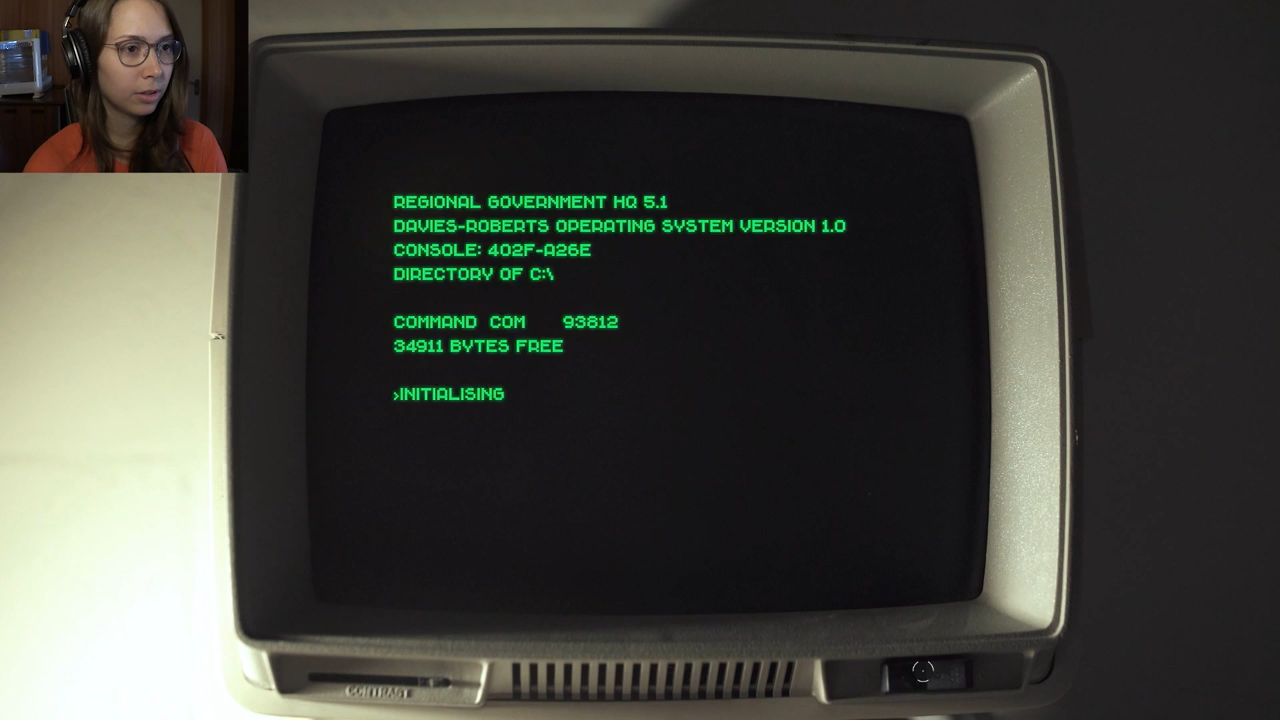 REGIONAL GOVERNMENT HQ 5.1
DAVIES-ROBERTS OPERATING SYSTEM VERSION 1.0
CONSOLE: 402F-A26E
DIRECTORY OF C:\
COMMAND COM 93812
34911 BYTES FREE
>INITIALISING
CONTRAST